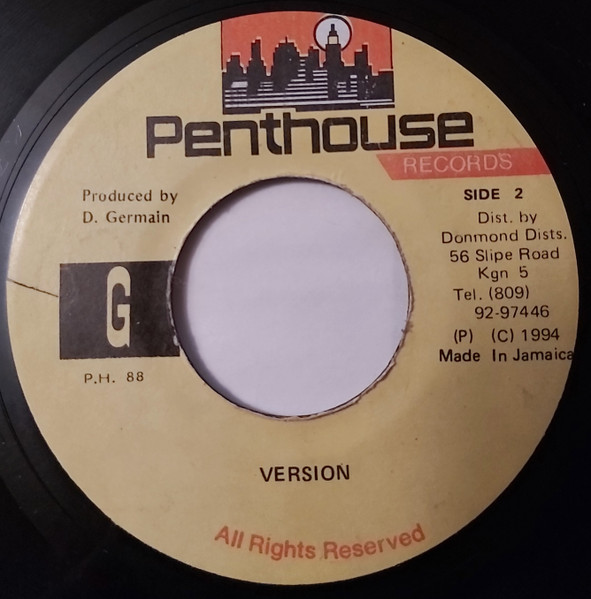 Penthouse
RECORDS
Produced by
D. Germain
G
P.H. 88
SIDE 2
Dist. by
Donmond Dists.
56 Slipe Road
Kgn 5
Tel. (809)
92-97446
(P) (C) 1994
Made In Jamaica
VERSION
All Rights Reserved